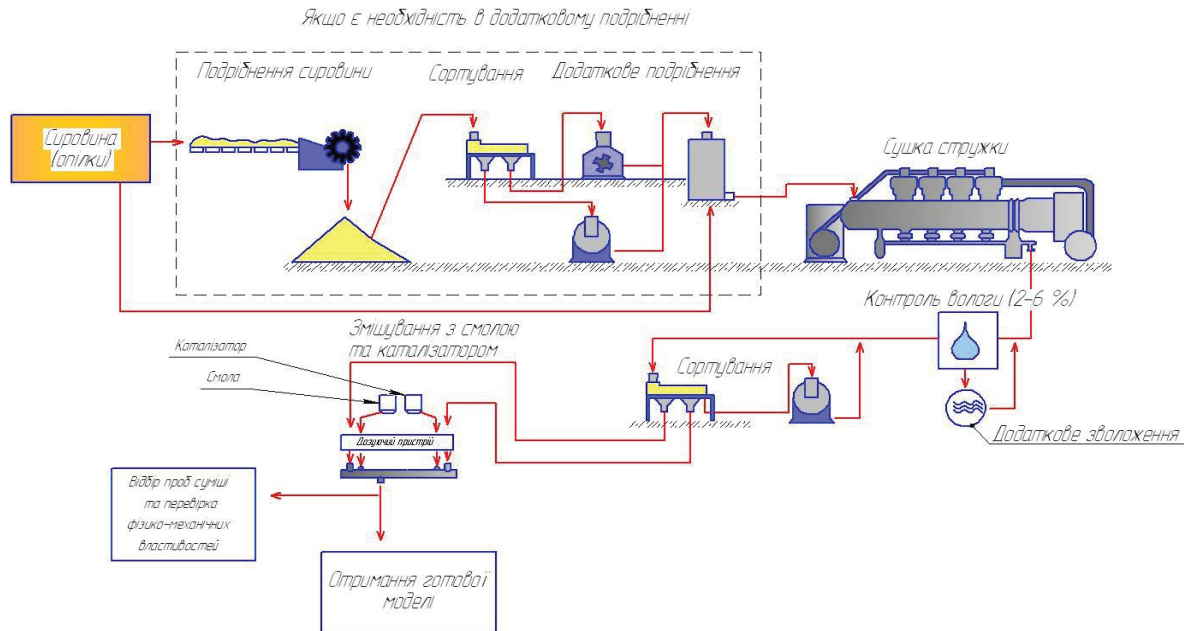 Якщо є необхідність в додатковому подрібненні
Подрібнення сировини
Сортування
Додаткове подрібнення
Сировина
(опілки)
Сушка стружки
Контроль вологи (2-6 %)
Змішування з смолою
та каталізатором
Каталізатор
Смола
Сортування
Дозуючий пристрій
Додаткове зволоження
Відбір проб суміші
та перевірка
фізико-механічних
властивостей
Отримання готової
моделі